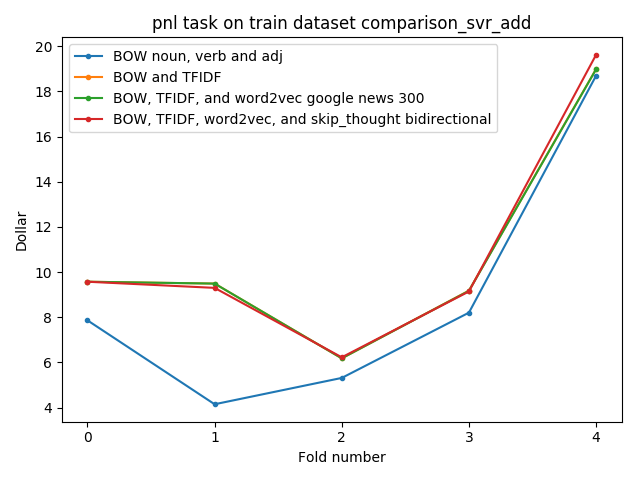 pnl task on train dataset comparison_svr_add
BOW noun, verb and adj
BOW and TFIDF
BOW, TFIDF, and word2vec google news 300
BOW, TFIDF, word2vec, and skip_thought bidirectional
Dollar
20
18
16
14
12
10
8
6
4
0 1 2 3 4
Fold number